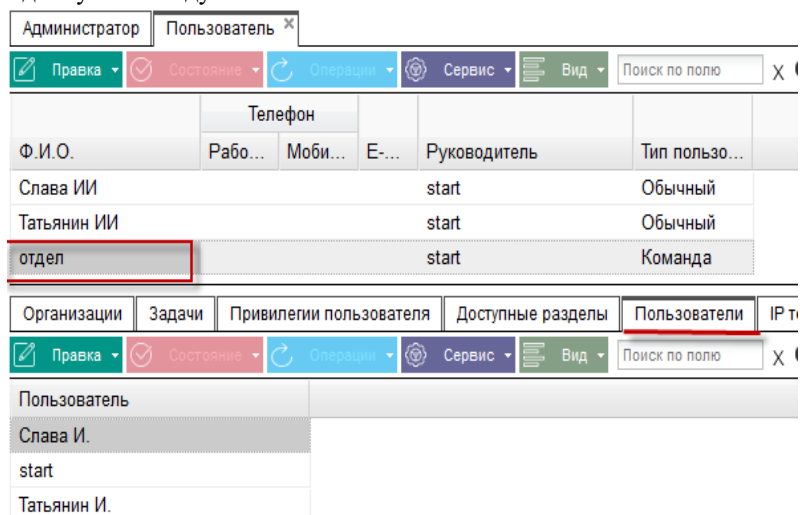 Администратор Пользователь ×
Правка Состояние Операции Сервис Вид Поиск по полю X
Телефон
Ф.И.О. Рабо... Моби... Е-... Руководитель Тип пользо...
Слава ИИ start Обычный
Татьянин ИИ start Обычный
отдел start Команда
Организации Задачи Привилегии пользователя Доступные разделы Пользователи IP т
Правка Состояние Операции Сервис Вид Поиск по полю X
Пользователь
Слава И.
start
Татьянин И.